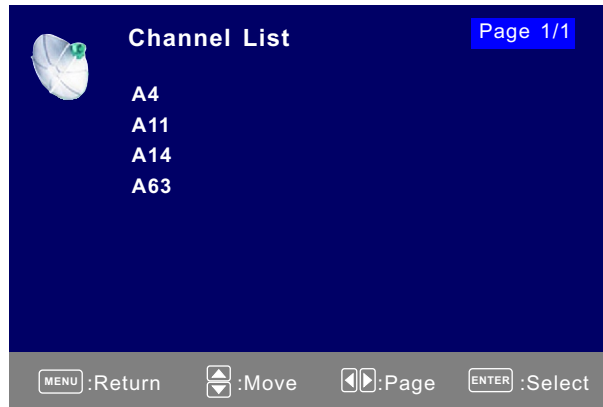 Channel List Page 1/1
A4
A11
A14
A63
MENU :Return :Move :Page ENTER :Select